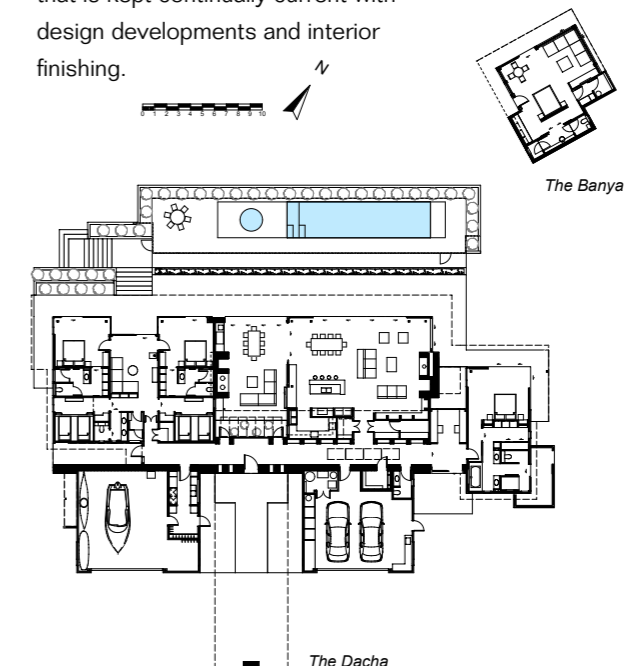 that is kept continually current with
design developments and interior
finishing.
N
0 1 2 3 4 5 6 7 8 9 10
The Banya
The Dacha